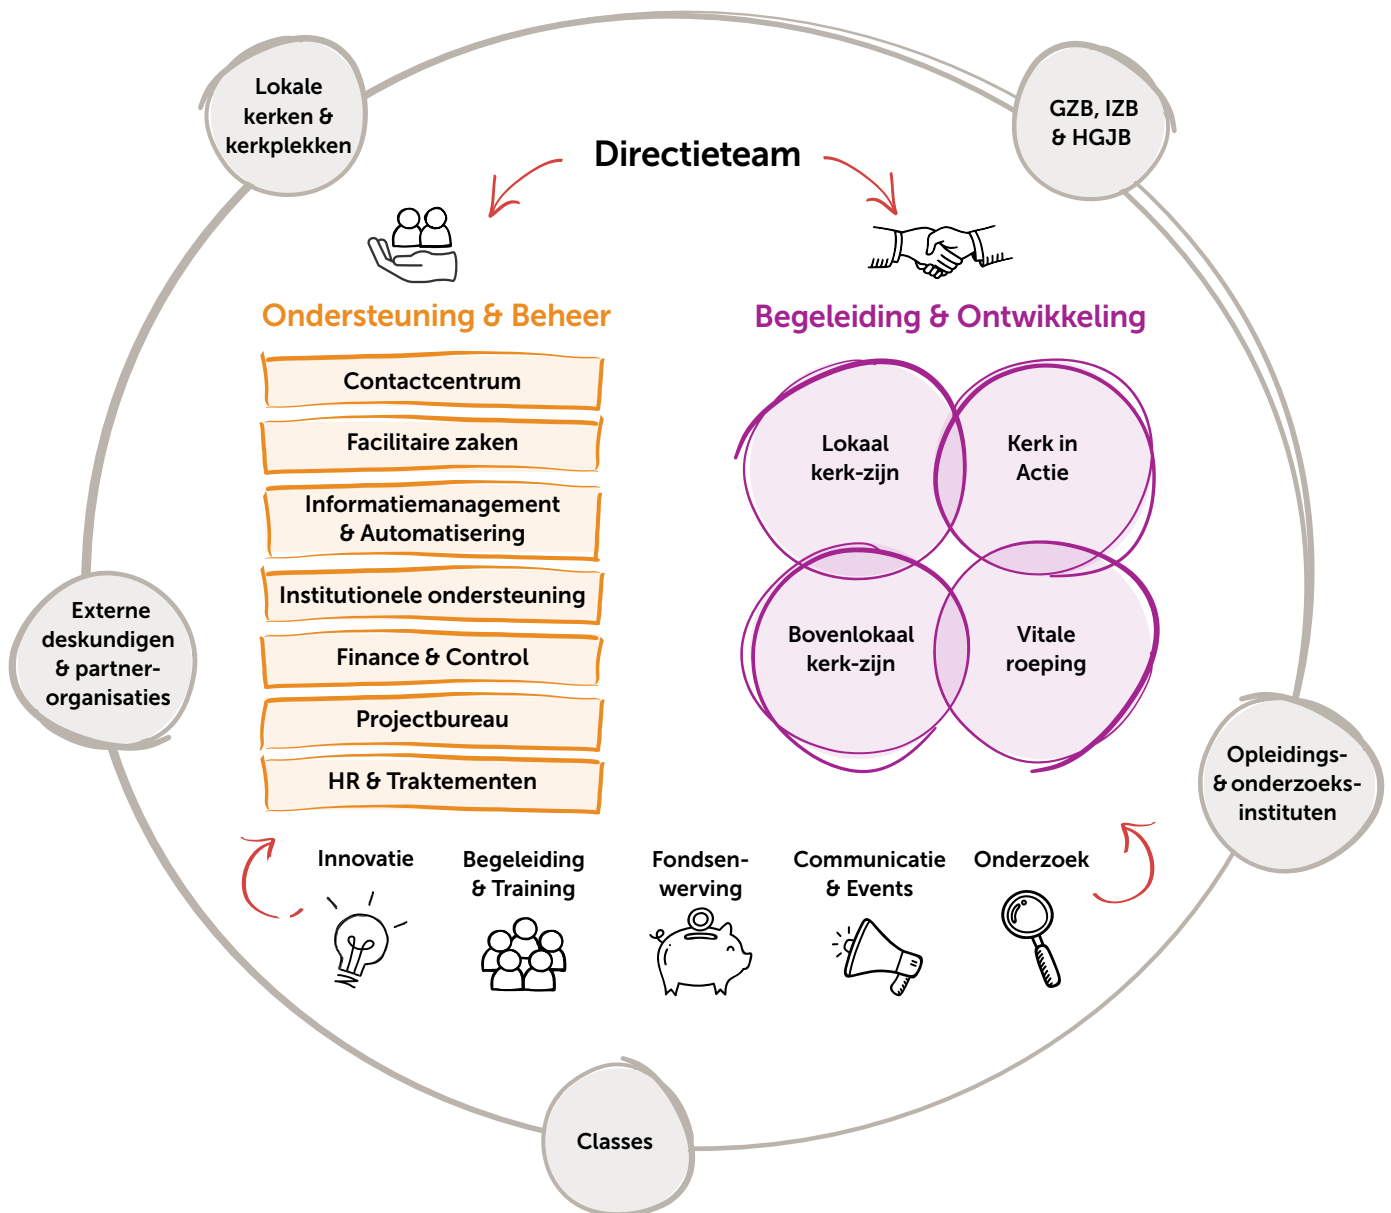 Lokale
kerken &
kerkplekken
GZB, IZB
& HGJB
Directieteam
Ondersteuning & Beheer
Contactcentrum
Facilitaire zaken
Informatiemanagement
& Automatisering
Institutionele ondersteuning
Finance & Control
Projectbureau
HR & Traktementen
Begeleiding & Ontwikkeling
Lokaal
kerk-zijn
Kerk in
Actie
Bovenlokaal
kerk-zijn
Vitale
roeping
Externe
deskundigen
& partner-
organisaties
Opleidings-
& onderzoeks-
instituten
Innovatie
Begeleiding
& Training
Fondsen-
werving
Communicatie
& Events
Onderzoek
Classes